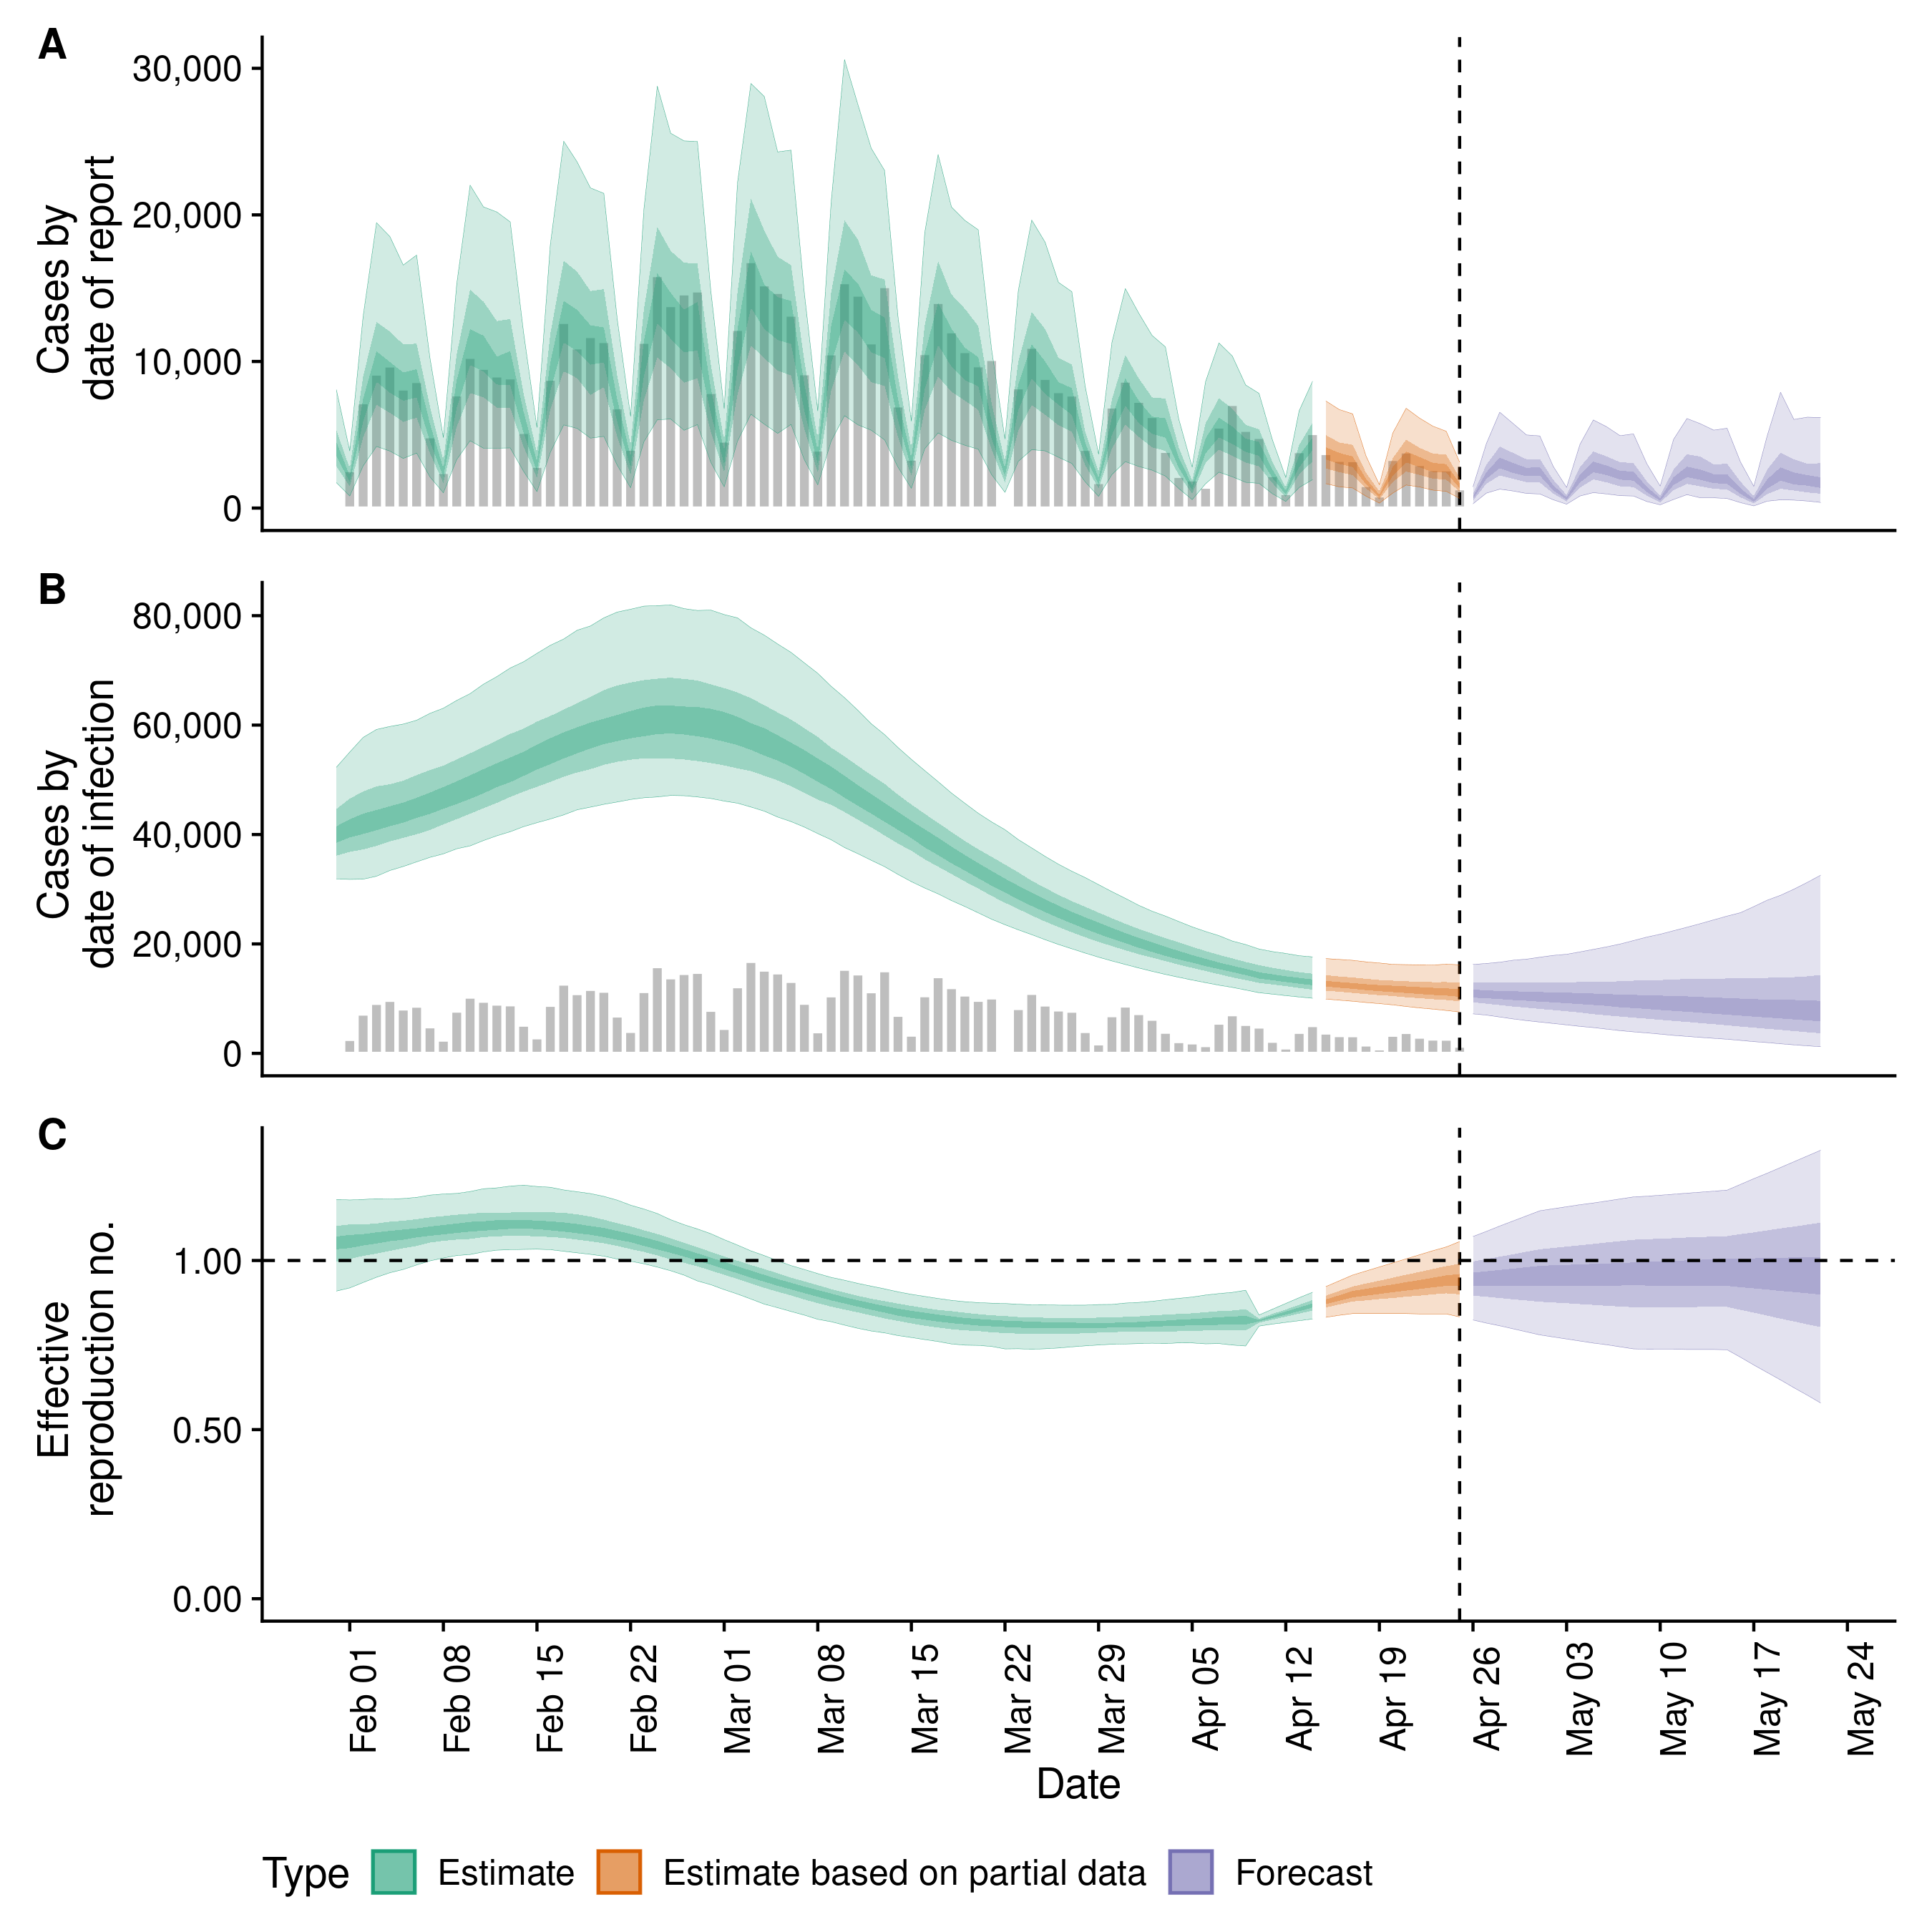 A
Cases by
date of report
30,000
20,000
10,000
0
B
Cases by
date of infection
80,000
60,000
40,000
20,000
0
C
Effective
reproduction no.
1.00
0.50
0.00
Feb 01
Feb 08
Feb 15
Feb 22
Mar 01
Mar 08
Mar 15
Mar 22
Mar 29
Apr 05
Apr 12
Apr 19
Apr 26
May 03
May 10
May 17
May 24
Date
Type
Estimate
Estimate based on partial data
Forecast